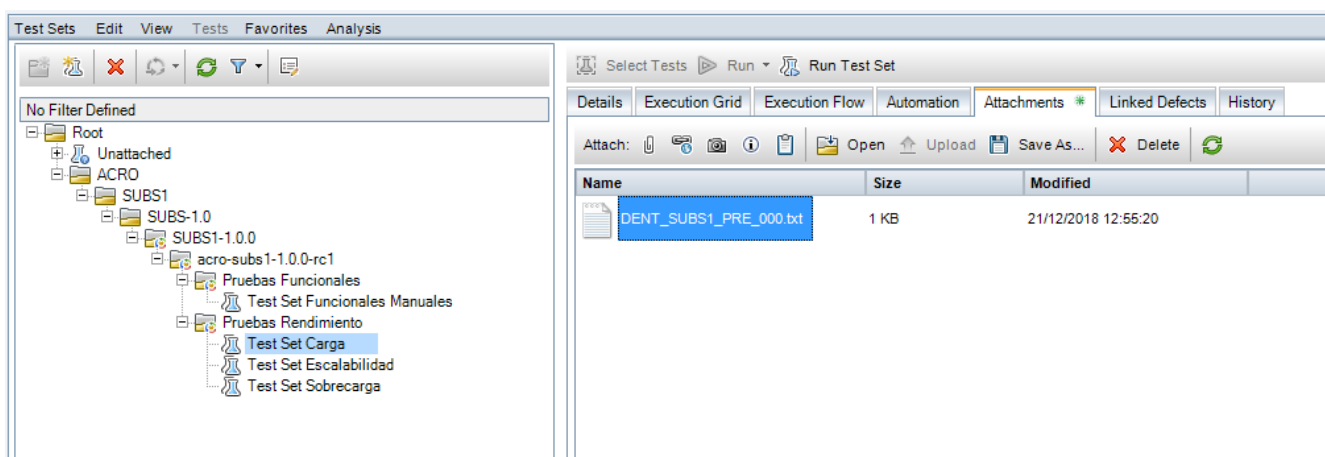 Test Sets Edit View Tests Favorites Analysis
No Filter Defined
Root
Unattached
ACRO
SUBS1
SUBS-1.0
SUBS1-1.0.0
acro-subs1-1.0.0-rc1
Pruebas Funcionales
Test Set Funcionales Manuales
Pruebas Rendimiento
Test Set Carga
Test Set Escalabilidad
Test Set Sobrecarga
Select Tests Run Run Test Set
Details Execution Grid Execution Flow Automation Attachments * Linked Defects History
Attach: Open Upload Save As... Delete
Name Size Modified
DENT_SUBS1_PRE_000.txt 1 KB 21/12/2018 12:55:20